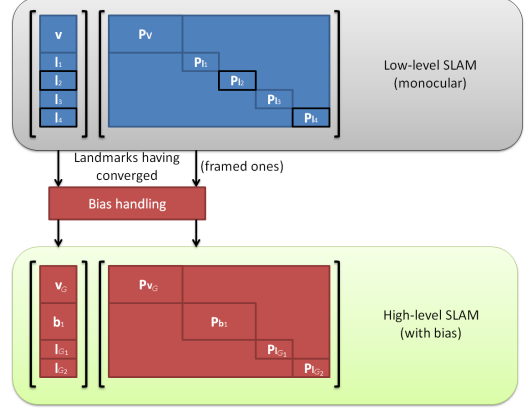 v
l1
l2
l3
l4
Pv
Pl1
Pl2
Pl3
Pl4
Low-level SLAM
(monocular)
Landmarks having
converged
(framed ones)
Bias handling
vG
b1
lG1
lG2
PvG
Pb1
PlG1
PlG2
High-level SLAM
(with bias)